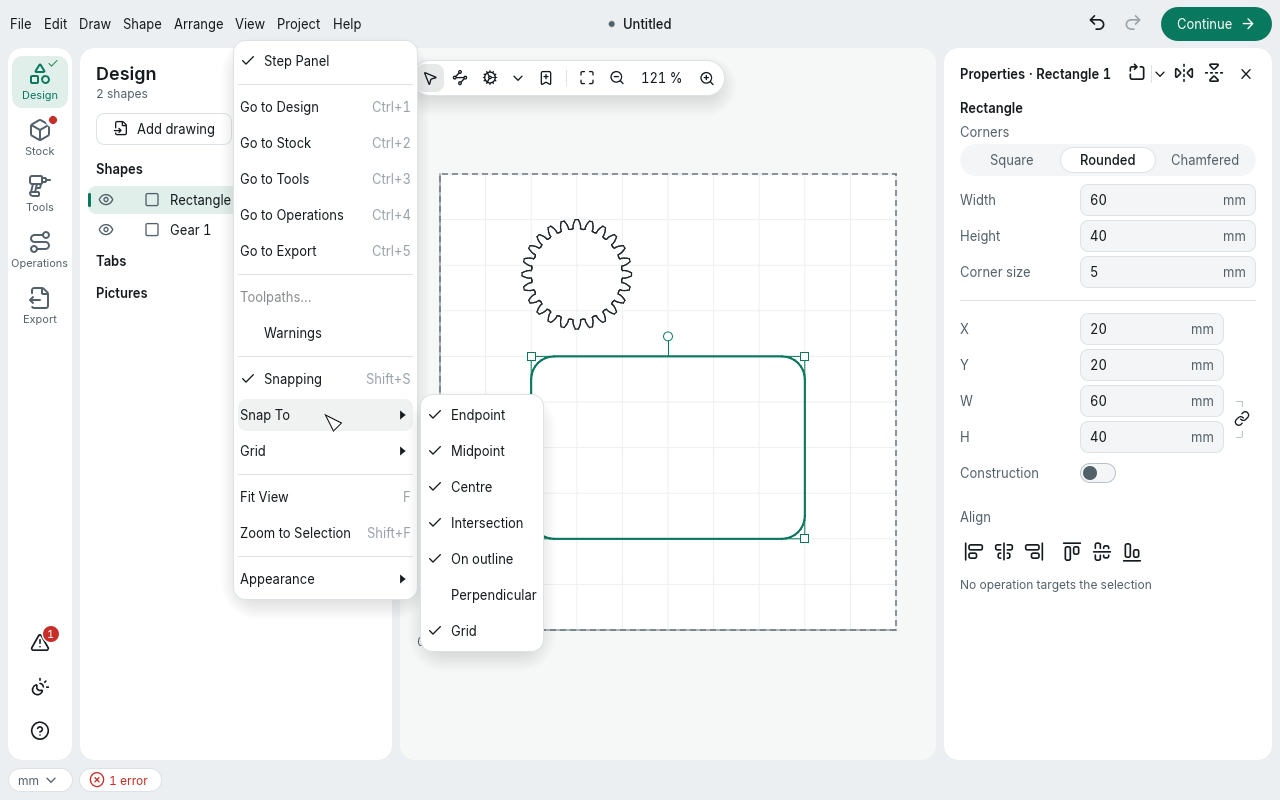 File Edit Draw Shape Arrange View Project Help
Untitled
Continue
Design
Stock
Tools
Operations
Export
1
Design
2 shapes
Add drawing
Shapes
Rectangle
Gear 1
Tabs
Pictures
Step Panel
Go to Design Ctrl+1
Go to Stock Ctrl+2
Go to Tools Ctrl+3
Go to Operations Ctrl+4
Go to Export Ctrl+5
Toolpaths...
Warnings
Snapping Shift+S
Snap To
Grid
Fit View F
Zoom to Selection Shift+F
Appearance
Endpoint
Midpoint
Centre
Intersection
On outline
Perpendicular
Grid
121 %
Properties · Rectangle 1
Rectangle
Corners
Square Rounded Chamfered
Width 60 mm
Height 40 mm
Corner size 5 mm
X 20 mm
Y 20 mm
W 60 mm
H 40 mm
Construction
Align
No operation targets the selection
mm
1 error